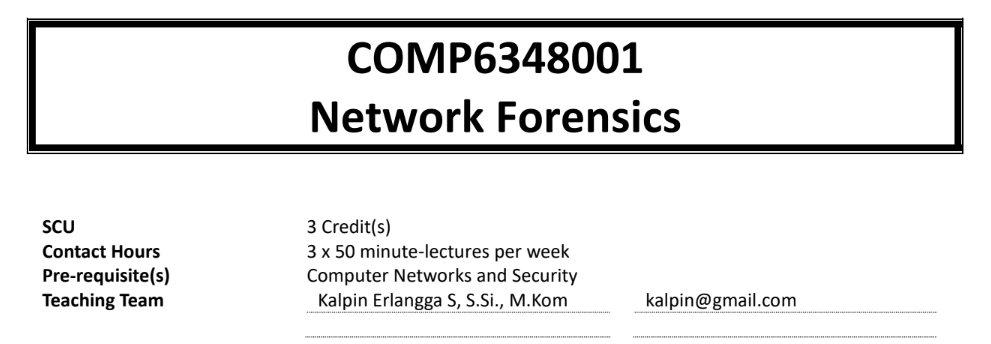 COMP6348001
Network Forensics
SCU 3 Credit(s)
Contact Hours 3 x 50 minute-lectures per week
Pre-requisite(s) Computer Networks and Security
Teaching Team Kalpin Erlangga S, S.Si., M.Kom kalpin@gmail.com